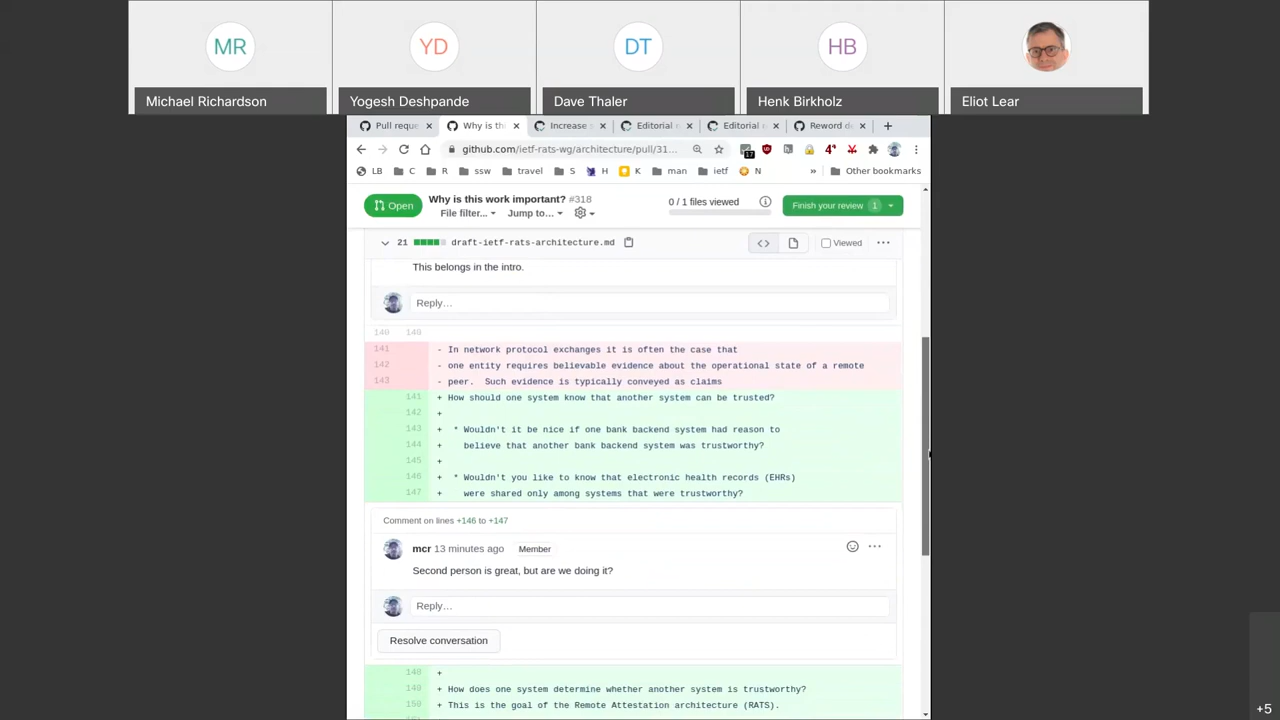 MR
YD
DT
HB
Michael Richardson
Yogesh Deshpande
Dave Thaler
Henk Birkholz
Eliot Lear
Pull reque
Why is th
Increase s
Editorial n
Editorial c
Reword de
github.com/ietf-rats-wg/architecture/pull/31...
17
4
LB
C
R
ssw
travel
S
H
K
man
ietf
N
»
Other bookmarks
Open
Why is this work important? #318
File filter...
Jump to...
0 / 1 files viewed
Finish your review 1
21
draft-ietf-rats-architecture.md
Viewed
This belongs in the intro.
Reply…
140 140
141 - In network protocol exchanges it is often the case that
142 - one entity requires believable evidence about the operational state of a remote
143 - peer. Such evidence is typically conveyed as claims
141 + How should one system know that another system can be trusted?
142 +
143 + * Wouldn't it be nice if one bank backend system had reason to
144 + believe that another bank backend system was trustworthy?
145 +
146 + * Wouldn't you like to know that electronic health records (EHRs)
147 + were shared only among systems that were trustworthy?
Comment on lines +146 to +147
mcr 13 minutes ago Member
Second person is great, but are we doing it?
Reply…
Resolve conversation
148 +
149 + How does one system determine whether another system is trustworthy?
150 + This is the goal of the Remote Attestation architecture (RATS).
+5